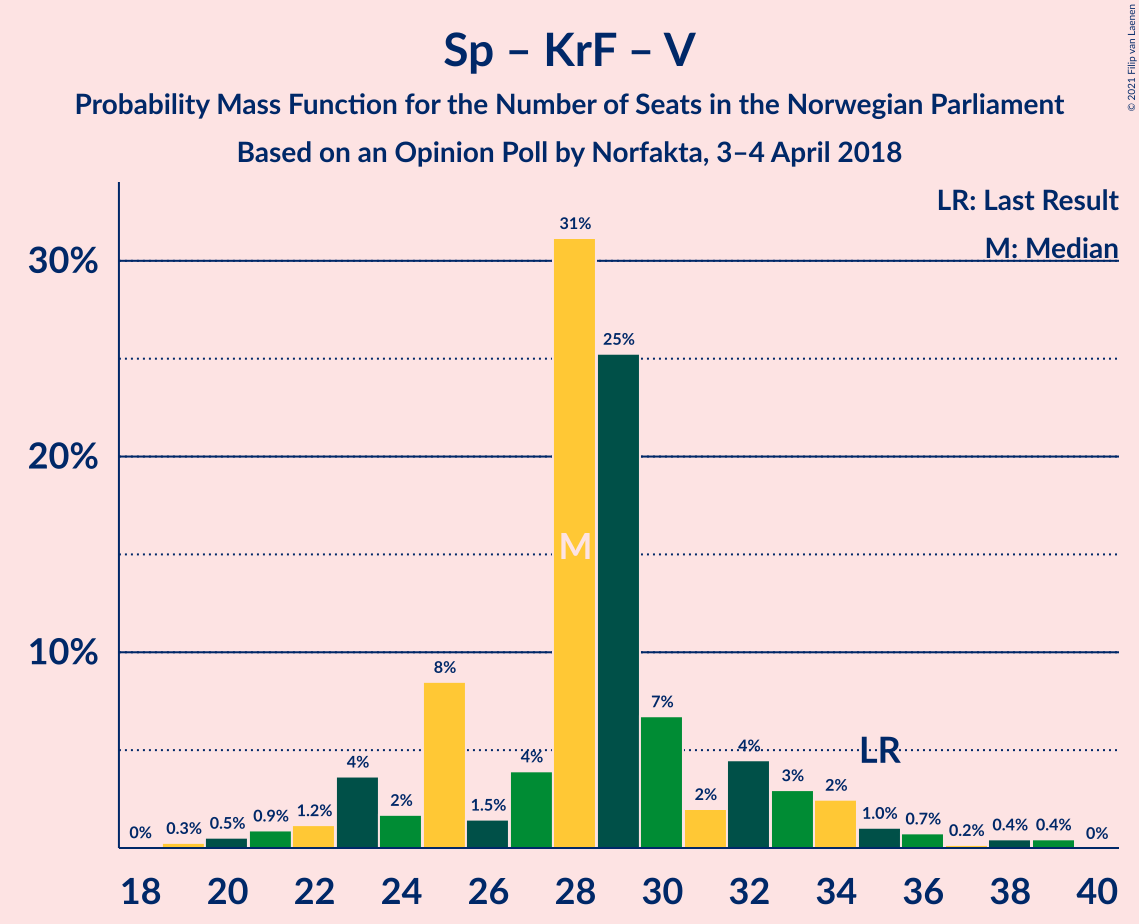 Sp – KrF – V
Probability Mass Function for the Number of Seats in the Norwegian Parliament
Based on an Opinion Poll by Norfakta, 3–4 April 2018
© 2021 Filip van Laenen
LR: Last Result
M: Median
30%
20%
10%
0% 0.3% 0.5% 0.9% 1.2% 4% 2% 8% 1.5% 4% 31% 25% 7% 2% 4% 3% 2% 1.0% 0.7% 0.2% 0.4% 0.4% 0%
M
LR
18 20 22 24 26 28 30 32 34 36 38 40